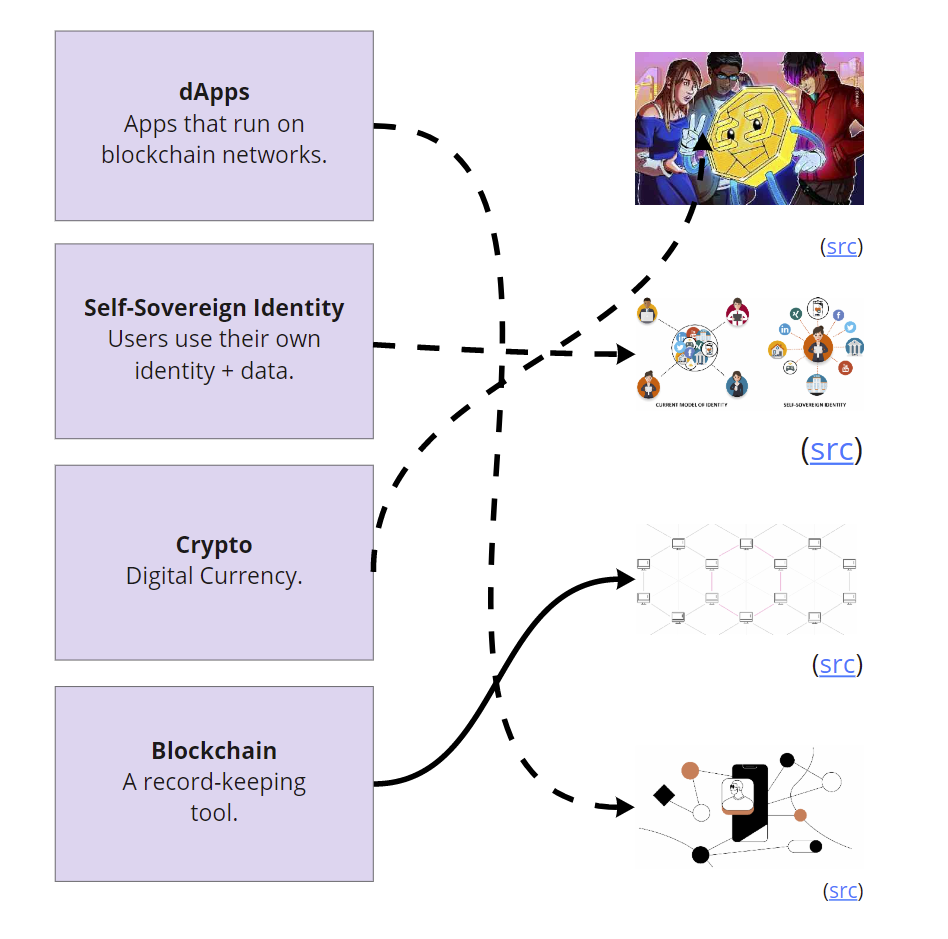 dApps
Apps that run on
blockchain networks.
(src)
Self-Sovereign Identity
Users use their own
identity + data.
CURRENT MODEL OF IDENTITY
SELF-SOVEREIGN IDENTITY
(src)
Crypto
Digital Currency.
(src)
Blockchain
A record-keeping
tool.
(src)